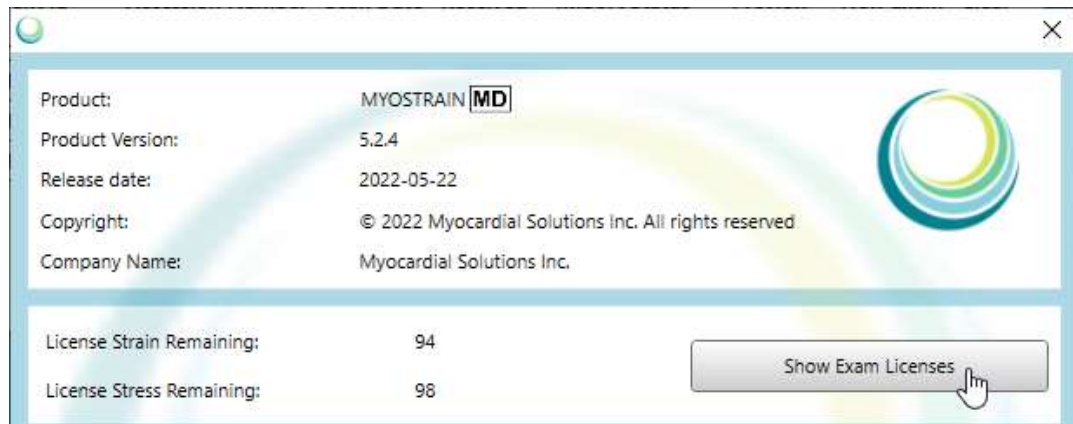 Product: MYOSTRAIN MD
Product Version: 5.2.4
Release date: 2022-05-22
Copyright: © 2022 Myocardial Solutions Inc. All rights reserved
Company Name: Myocardial Solutions Inc.
License Strain Remaining: 94
Show Exam Licenses
License Stress Remaining: 98